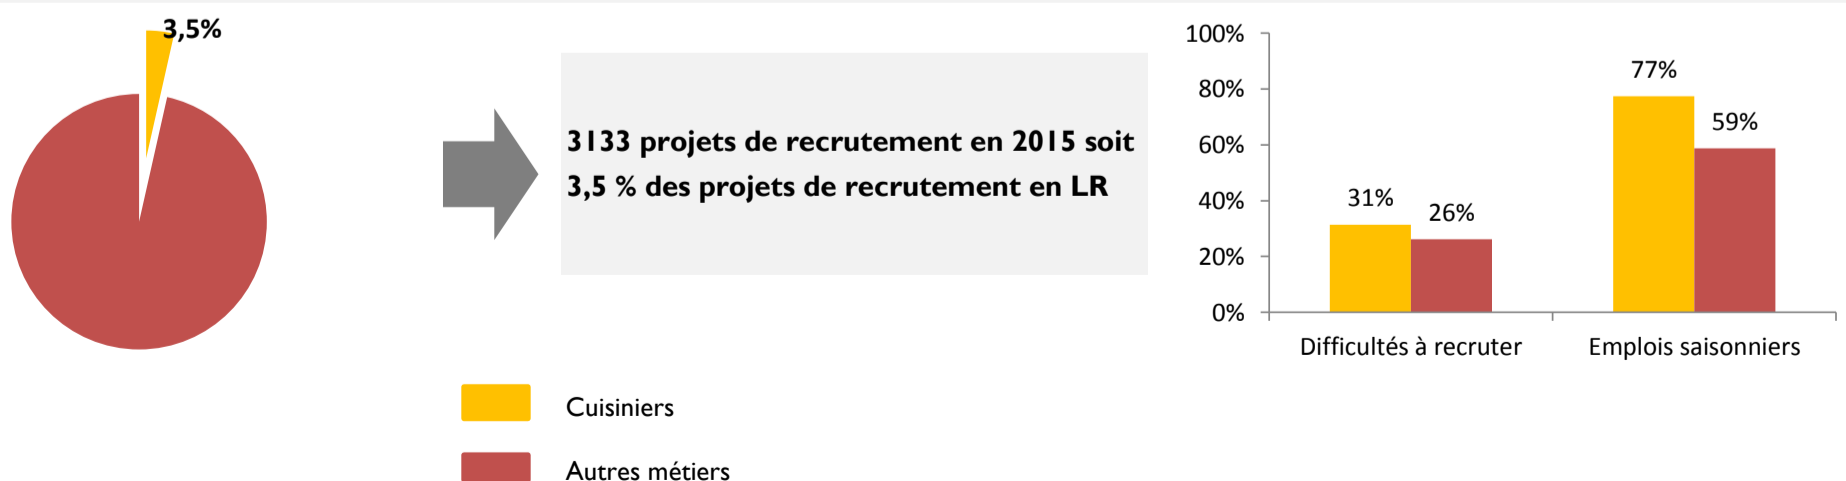 3,5%
3133 projets de recrutement en 2015 soit
3,5 % des projets de recrutement en LR
100%
80%
60%
40%
20%
0%
31%
26%
77%
59%
Difficultés à recruter
Emplois saisonniers
Cuisiniers
Autres métiers